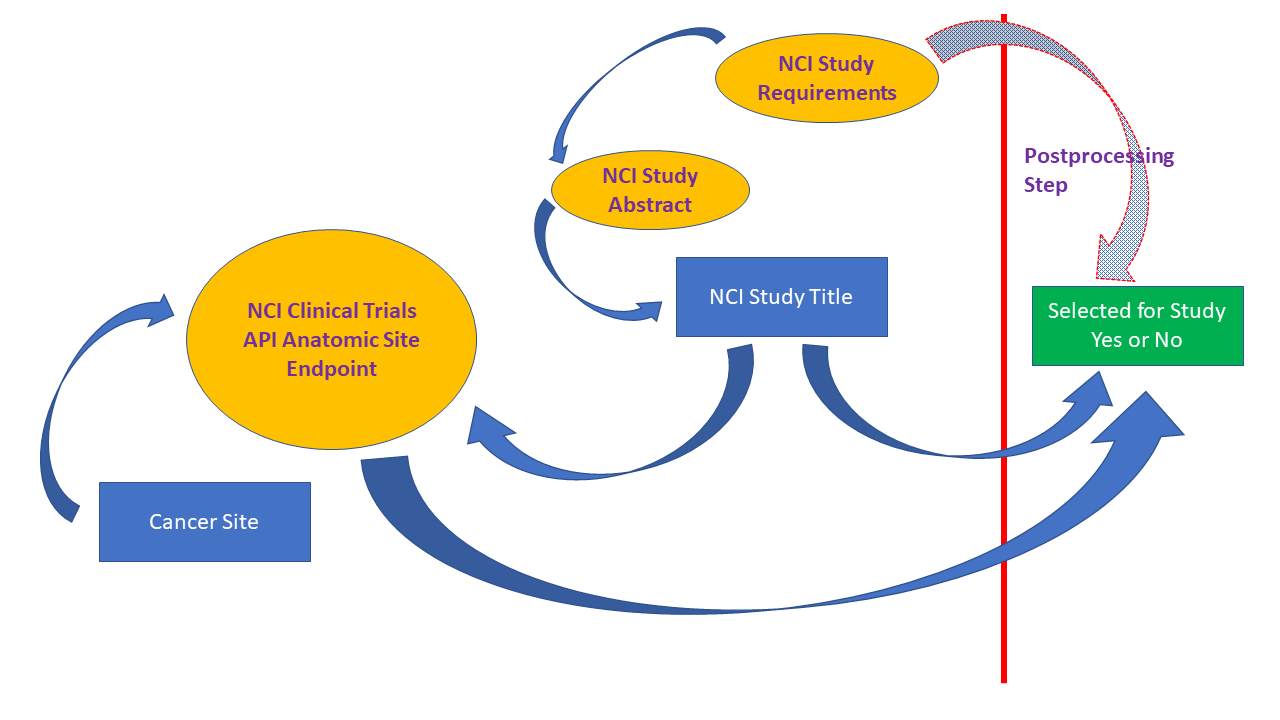 NCI Study
Requirements
Postprocessing
Step
NCI Study
Abstract
NCI Study Title
NCI Clinical Trials
API Anatomic Site
Endpoint
Selected for Study
Yes or No
Cancer Site